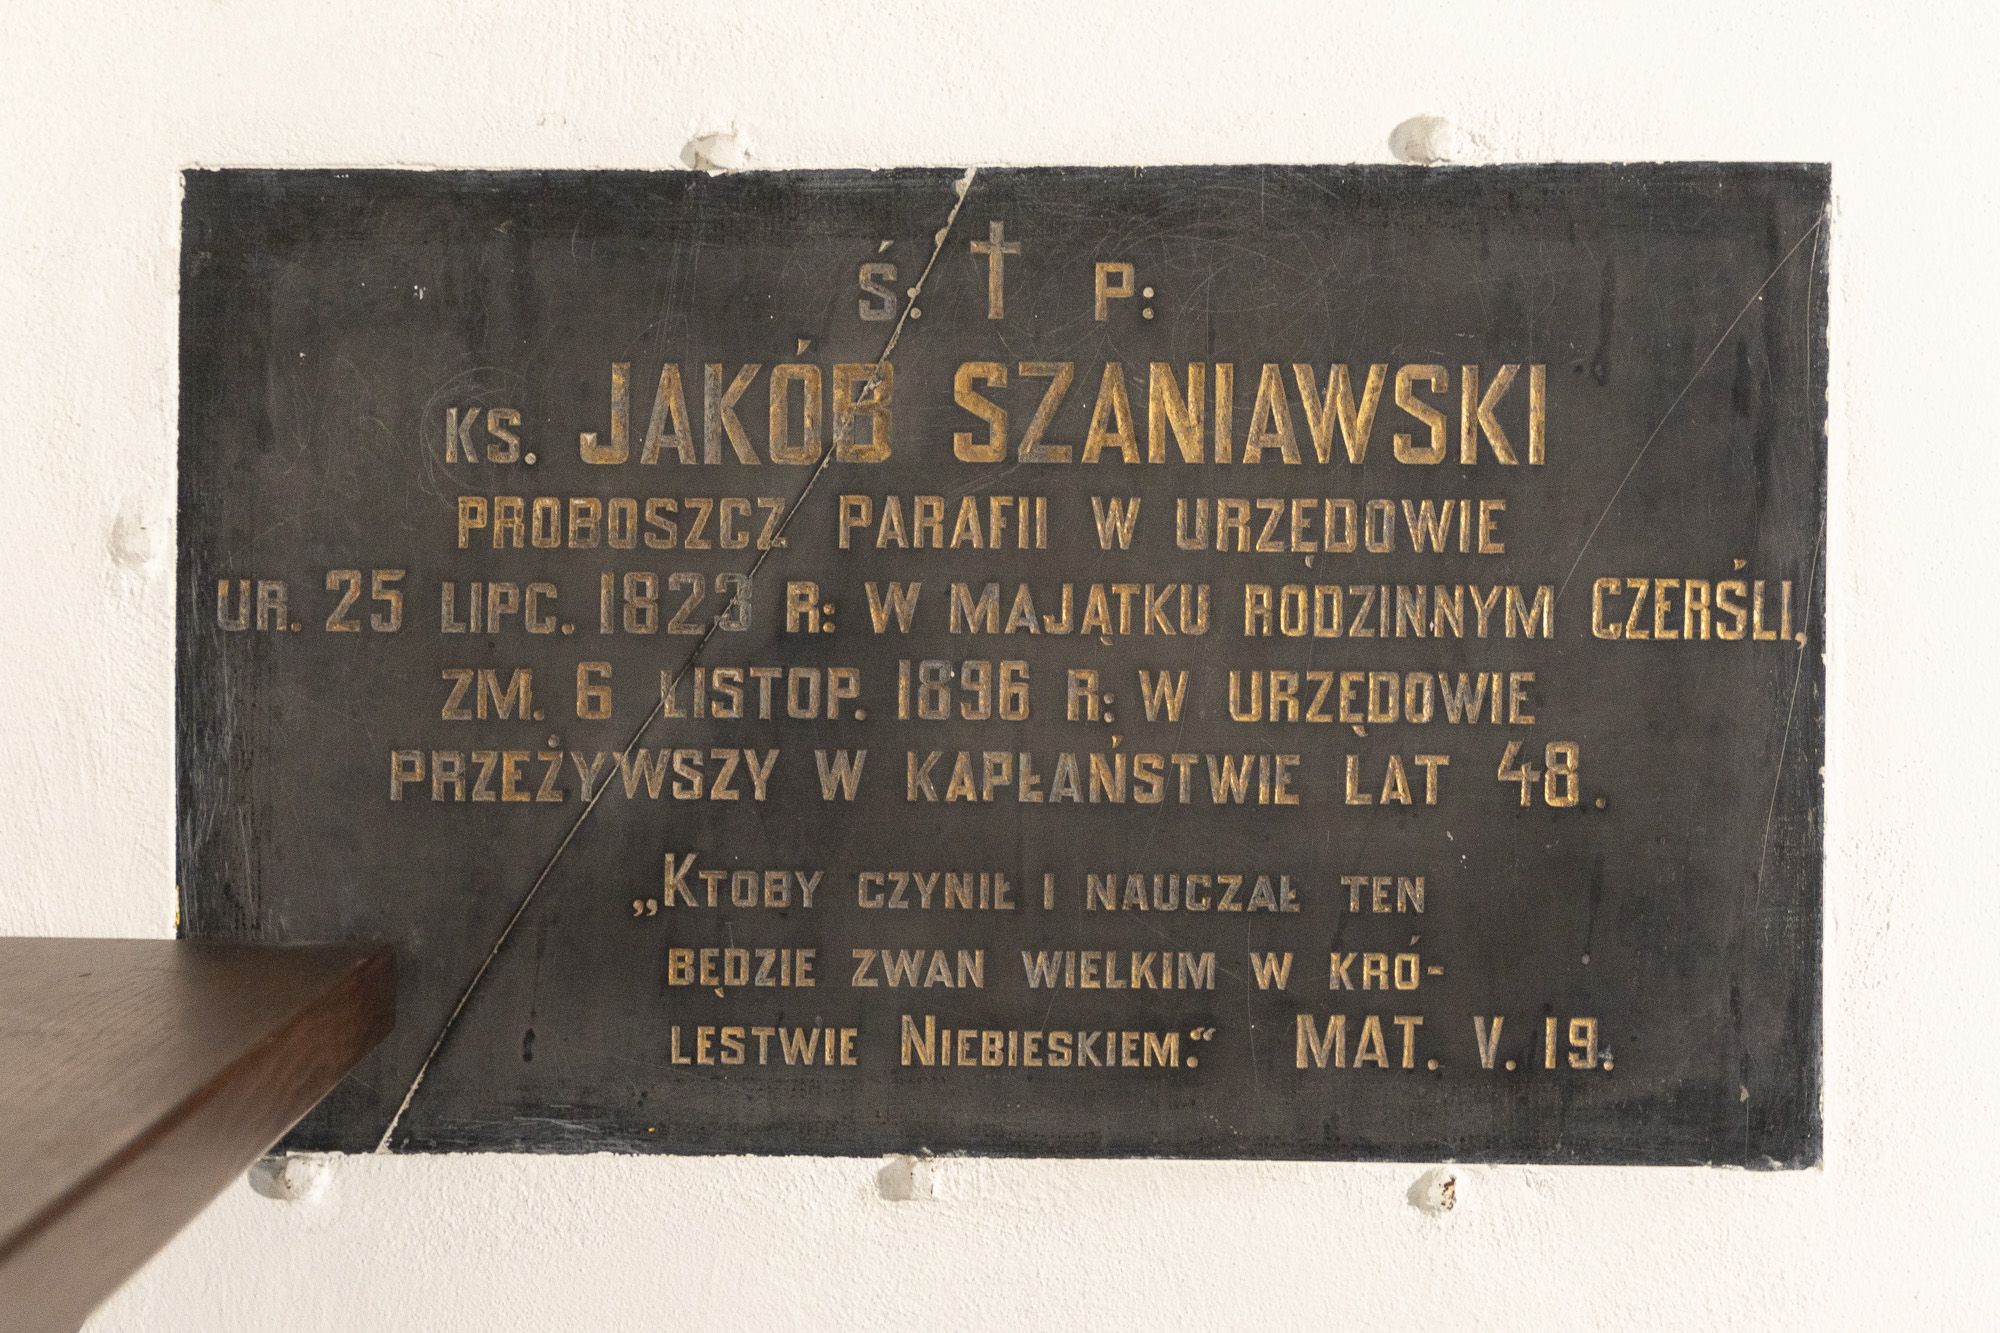 Ś. † P:
KS. JAKÓB SZANIAWSKI
PROBOSZCZ PARAFII W URZĘDOWIE
UR. 25 LIPC. 1823 R: W MAJĄTKU RODZINNYM CZERŚLI,
ZM. 6 LISTOP. 1896 R: W URZĘDOWIE
PRZEŻYWSZY W KAPŁAŃSTWIE LAT 48.
„KTOBY CZYNIŁ I NAUCZAŁ TEN
BĘDZIE ZWAN WIELKIM W KRÓ-
LESTWIE NIEBIESKIEM.“ MAT. V. 19.